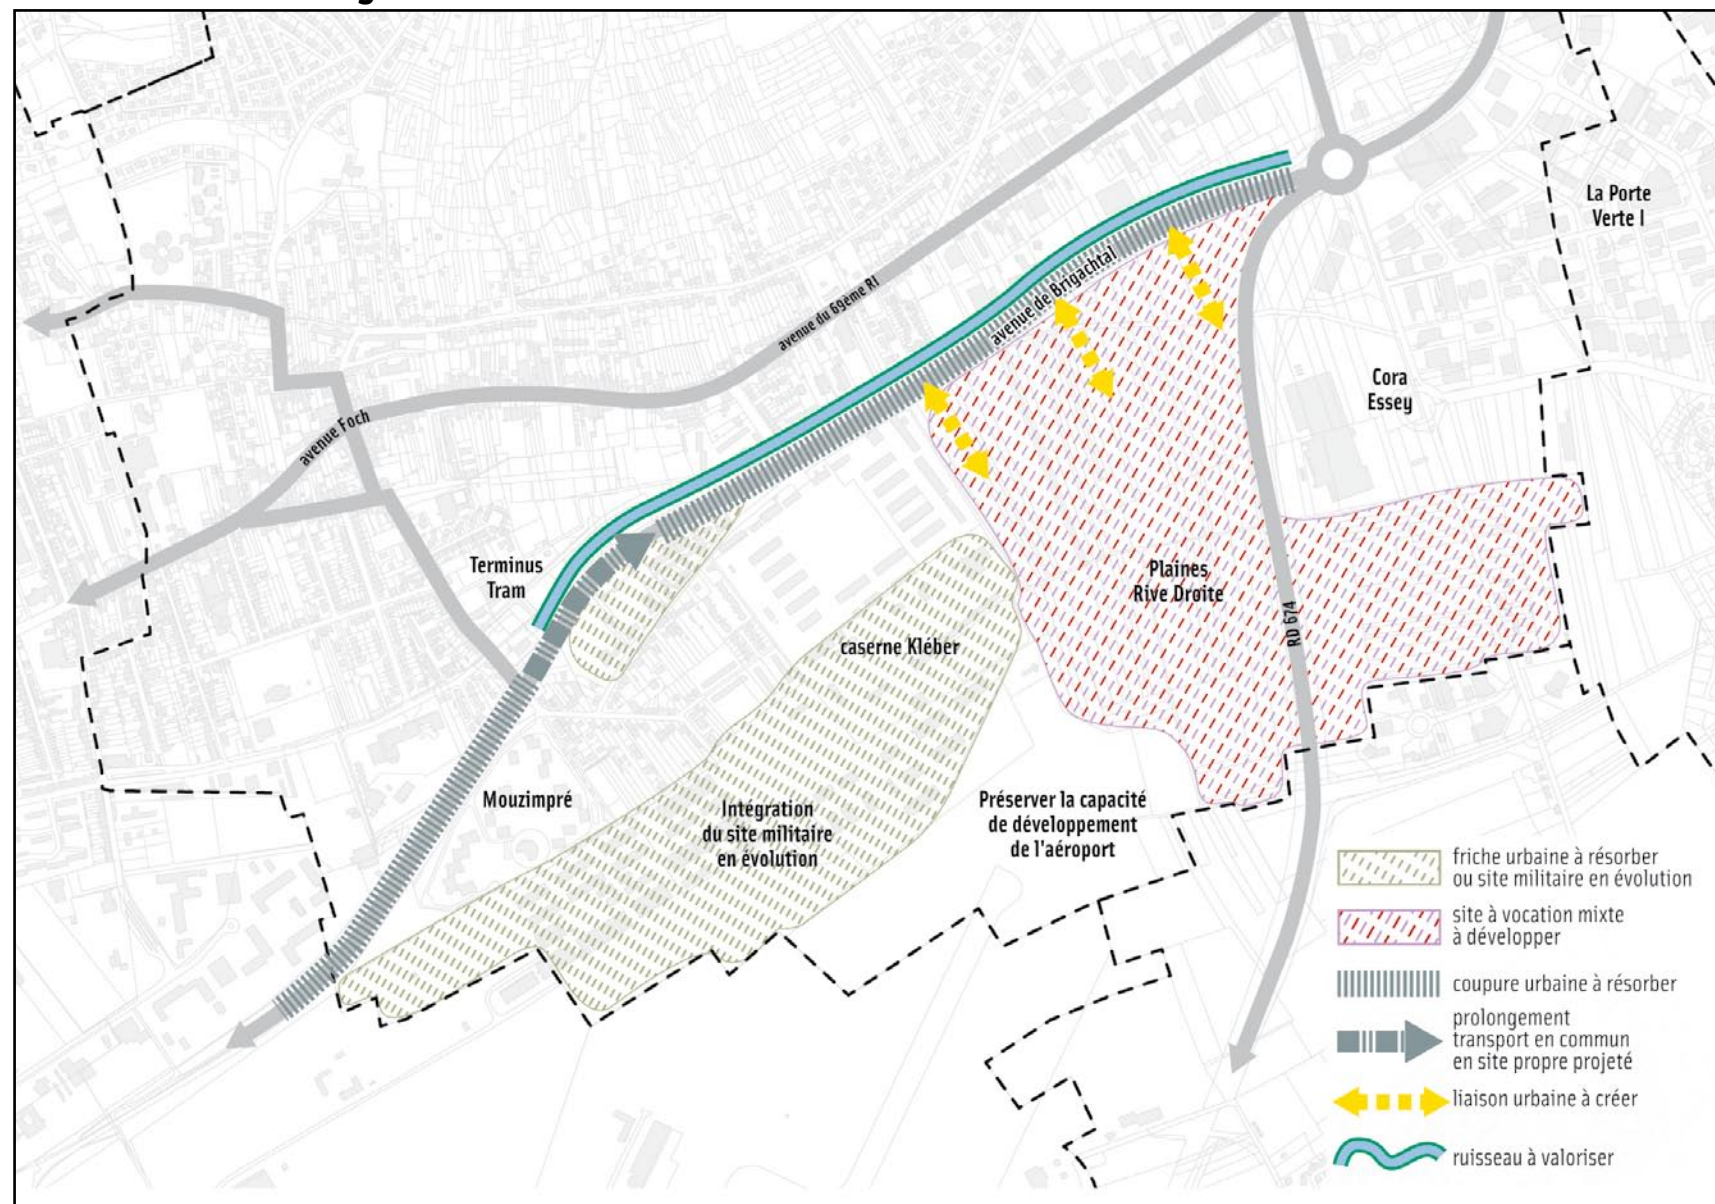 La Porte
Verte I
avenue du 69ème RI
avenue de Brigachtal
Cora
Essey
avenue Foch
Terminus
Tram
Plaines
Rive Droite
RD 674
caserne Kléber
Mouzimpré
Intégration
du site militaire
en évolution
Préserver la capacité
de développement
de l'aéroport
friche urbaine à résorber
ou site militaire en évolution
site à vocation mixte
à développer
coupure urbaine à résorber
prolongement
transport en commun
en site propre projeté
liaison urbaine à créer
ruisseau à valoriser